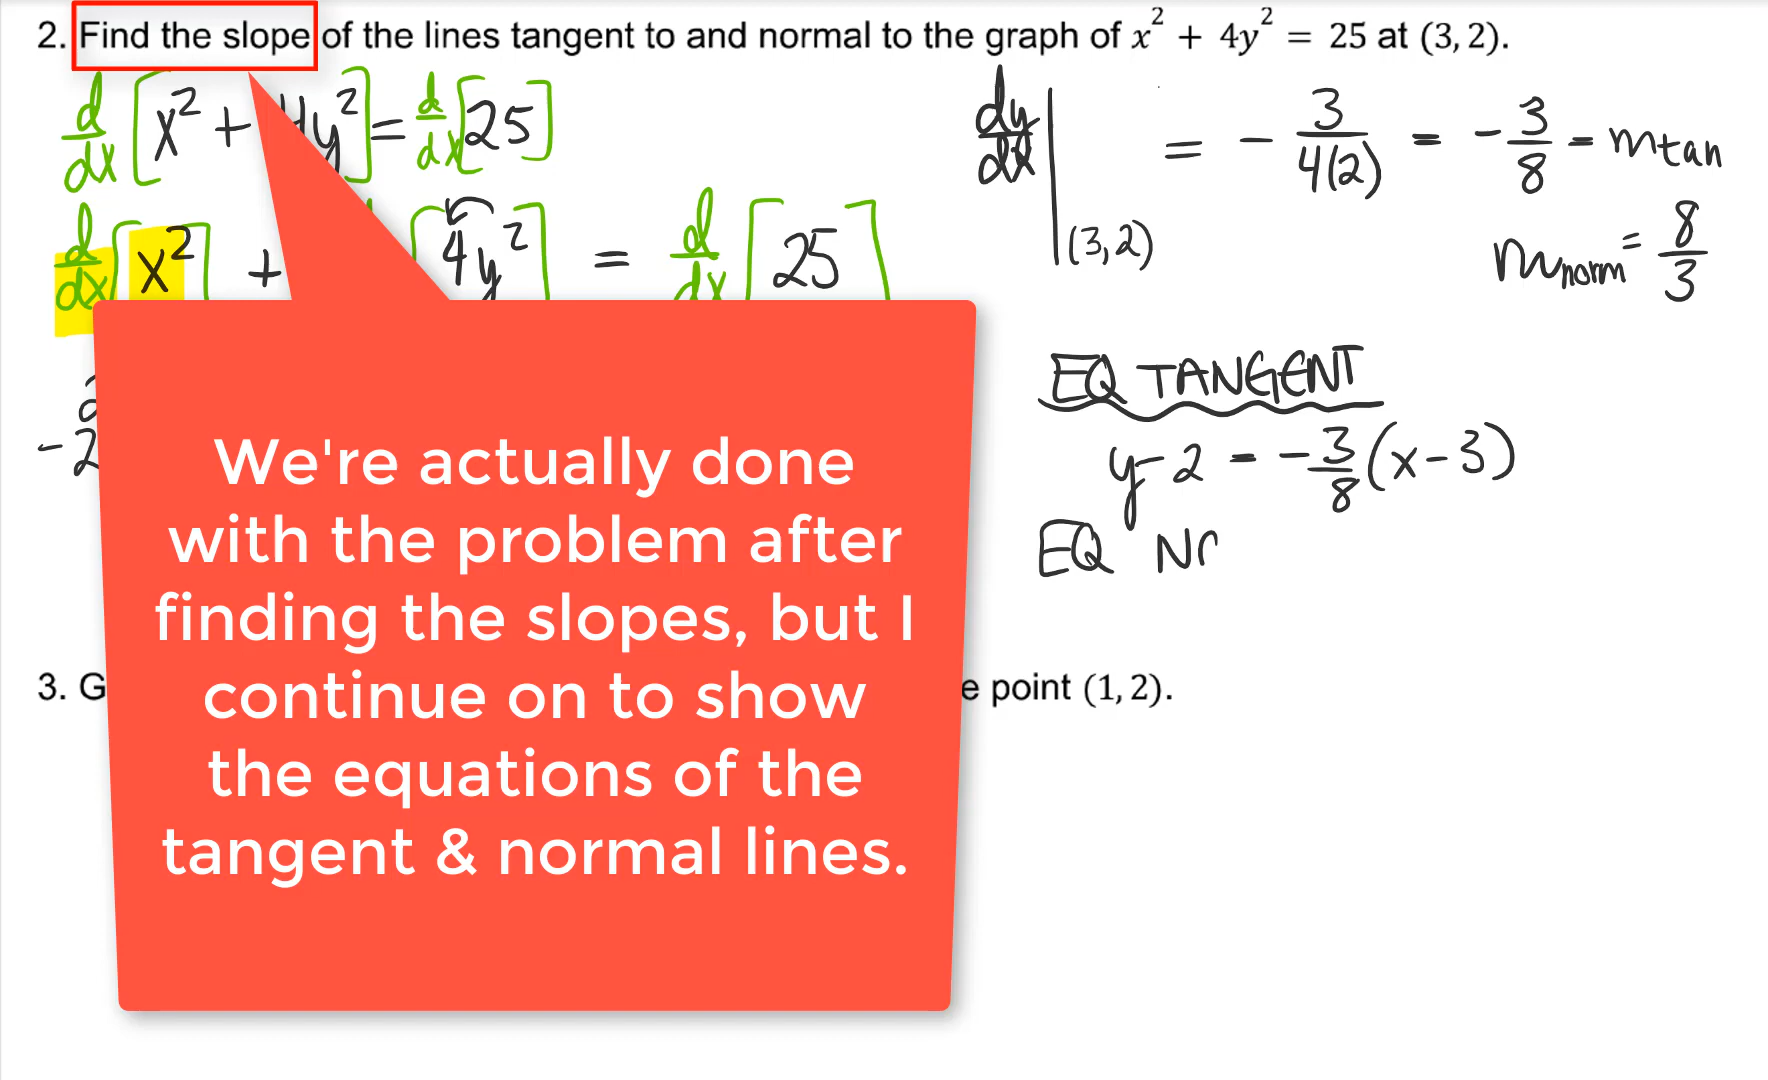 2. Find the slope of the lines tangent to and normal to the graph of x² + 4y² = 25 at (3, 2).
d/dx [x² + 4y²] = d/dx [25]
d/dx [x²] + [4y²] = d/dx [25]
-2
dy/dx |(3,2) = - 3/4(2) = - 3/8 = mtan
mnorm = 8/3
EQ TANGENT
y - 2 = - 3/8 (x - 3)
EQ NO
We're actually done
with the problem after
finding the slopes, but I
continue on to show
the equations of the
tangent & normal lines.
3. G
e point (1, 2).